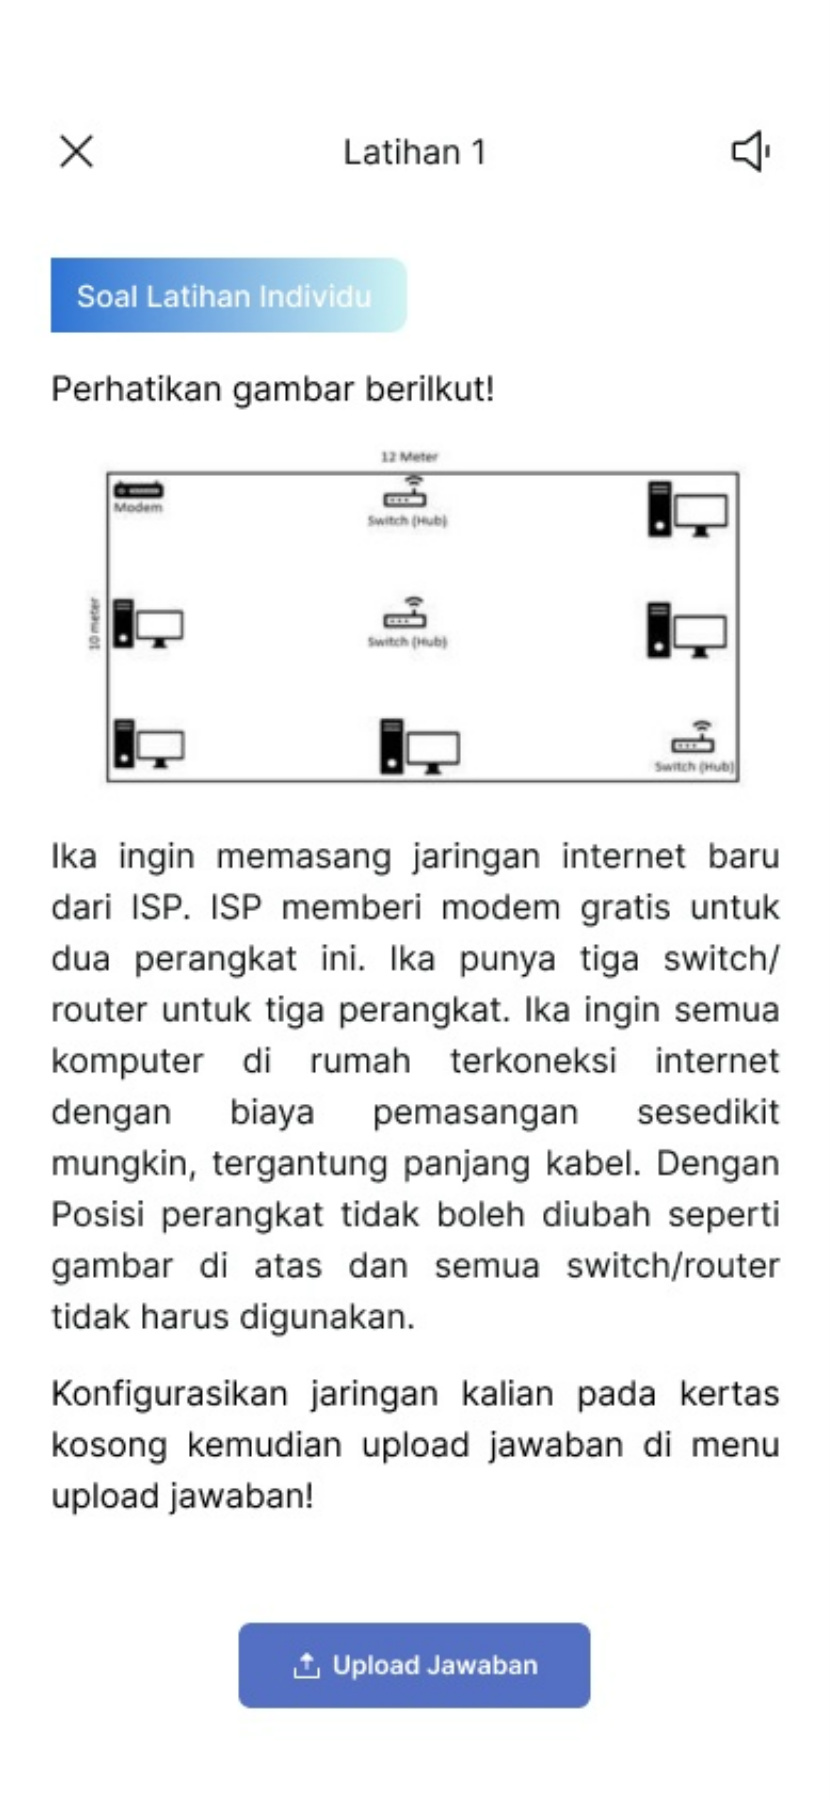 Latihan 1
Soal Latihan Individu
Perhatikan gambar berilkut!
12 Meter
Modem
Switch (Hub)
10 meter
Switch (Hub)
Switch (Hub)
Ika ingin memasang jaringan internet baru
dari ISP. ISP memberi modem gratis untuk
dua perangkat ini. Ika punya tiga switch/
router untuk tiga perangkat. Ika ingin semua
komputer di rumah terkoneksi internet
dengan biaya pemasangan sesedikit
mungkin, tergantung panjang kabel. Dengan
Posisi perangkat tidak boleh diubah seperti
gambar di atas dan semua switch/router
tidak harus digunakan.
Konfigurasikan jaringan kalian pada kertas
kosong kemudian upload jawaban di menu
upload jawaban!
Upload Jawaban